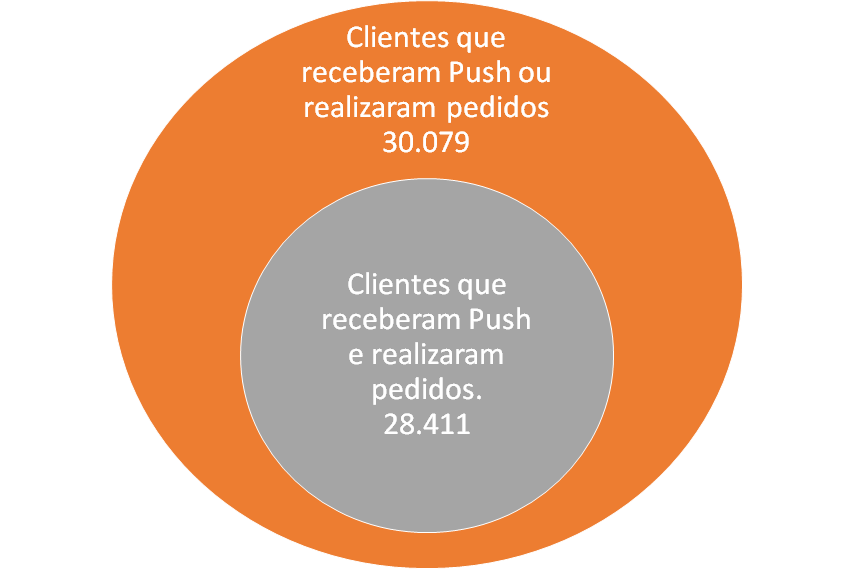 Clientes que
receberam Push ou
realizaram pedidos
30.079
Clientes que
receberam Push
e realizaram
pedidos.
28.411